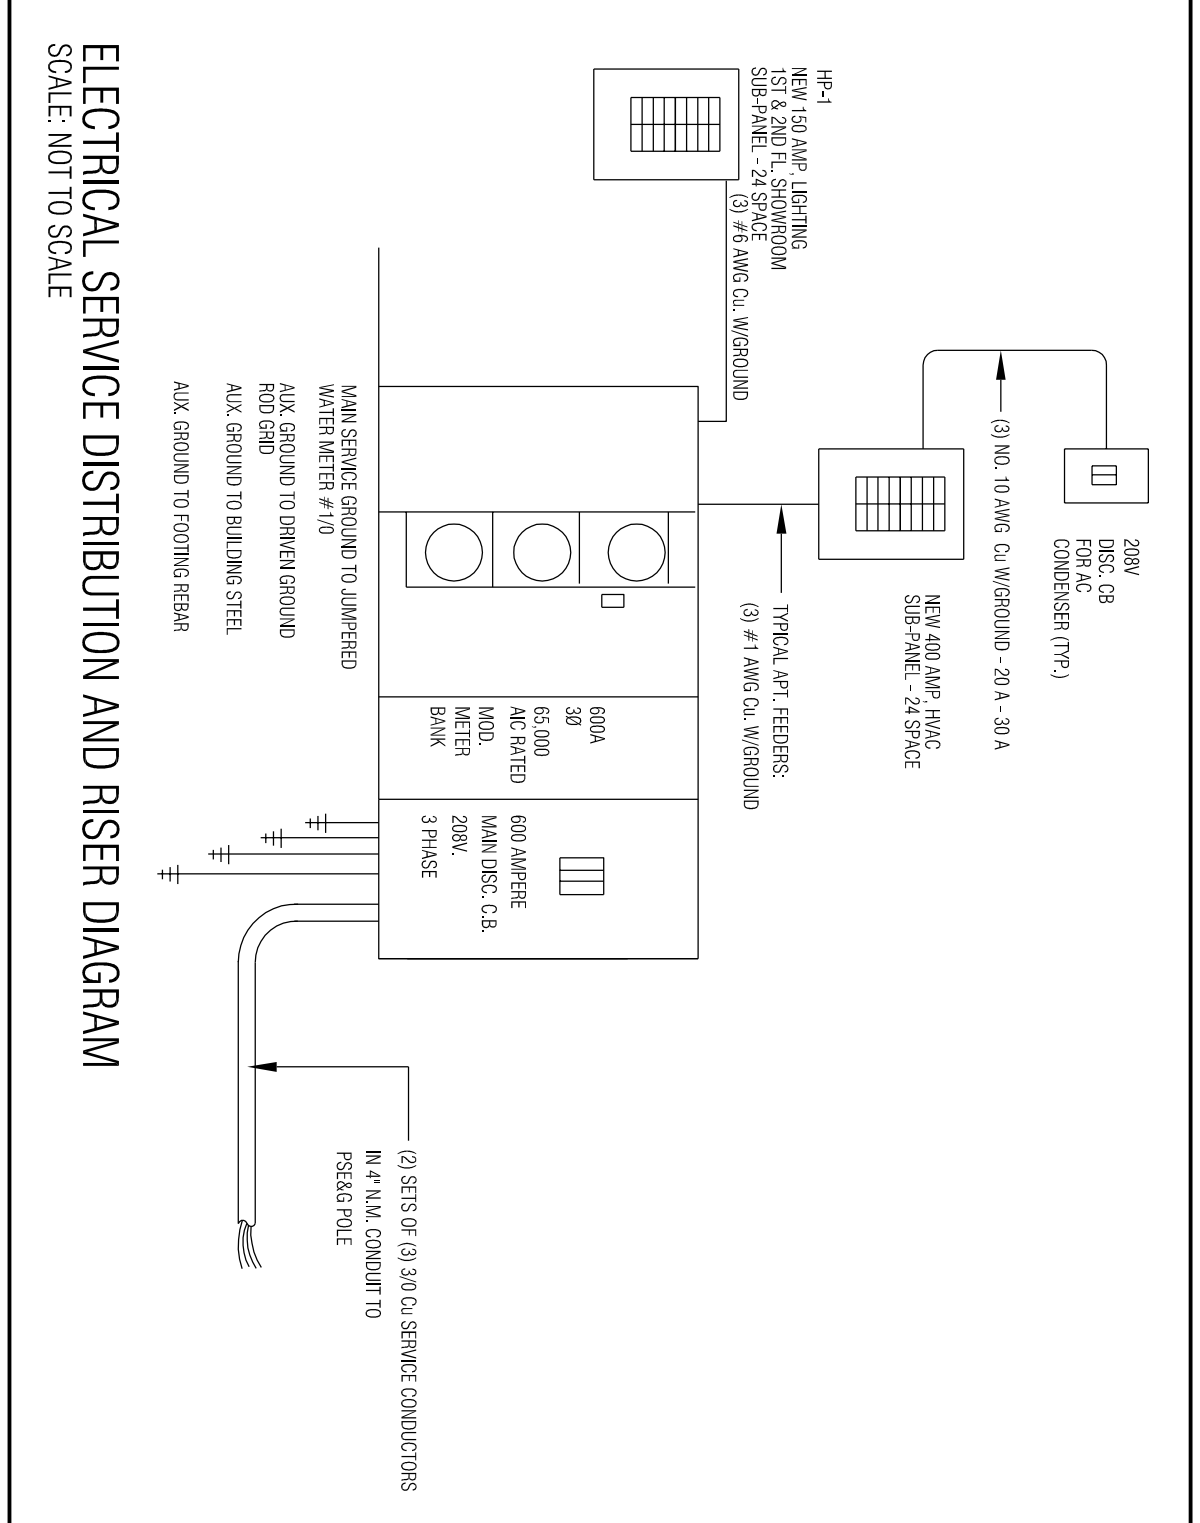 HP-1
NEW 150 AMP, LIGHTING
1ST & 2ND FL. SHOWROOM
SUB-PANEL - 24 SPACE
(3) #6 AWG Cu. W/GROUND
208V
DISC. CB
FOR AC
CONDENSER (TYP.)
(3) NO. 10 AWG Cu W/GROUND - 20 A - 30 A
NEW 400 AMP, HVAC
SUB-PANEL - 24 SPACE
TYPICAL APT. FEEDERS:
(3) #1 AWG Cu. W/GROUND
600A
3Ø
65,000
AIC RATED
MOD.
METER
BANK
600 AMPERE
MAIN DISC. C.B.
208V.
3 PHASE
MAIN SERVICE GROUND TO JUMPERED
WATER METER #1/0
AUX. GROUND TO DRIVEN GROUND
ROD GRID
AUX. GROUND TO BUILDING STEEL
AUX. GROUND TO FOOTING REBAR
(2) SETS OF (3) 3/0 Cu SERVICE CONDUCTORS
IN 4" N.M. CONDUIT TO
PSE&G POLE
ELECTRICAL SERVICE DISTRIBUTION AND RISER DIAGRAM
SCALE: NOT TO SCALE